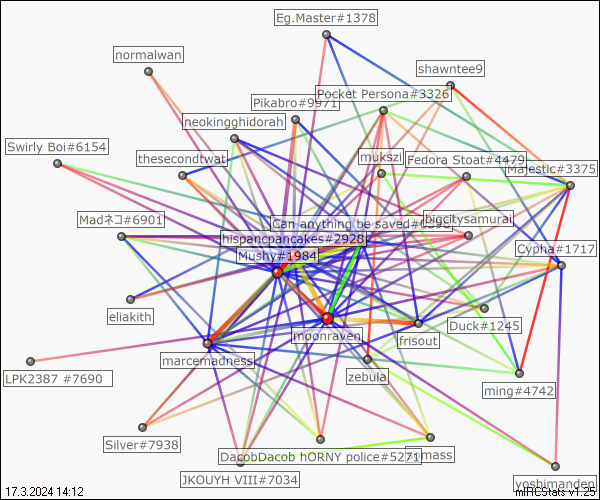 Eg.Master#1378
normalwan
shawntee9
Pocket Persona#3326
Pikabro#9971
neokingghidorah
Swirly Boi#6154
thesecondtwat
mukszi
Fedora Stoat#4479
Majestic#3375
Madネコ#6901
Can anything be saved
bigcitysamurai
hispancpancakes#2928
Mushy#1984
Cypha#1717
eliakith
Duck#1245
moonraven
frisout
marcemadness
zebula
LPK2387 #7690
ming#4742
Silver#7938
DacobDacob hORNY police#5271
mass
JKOUYH VIII#7034
yoshimanden
17.3.2024 14:12
mIRCStats v1.25